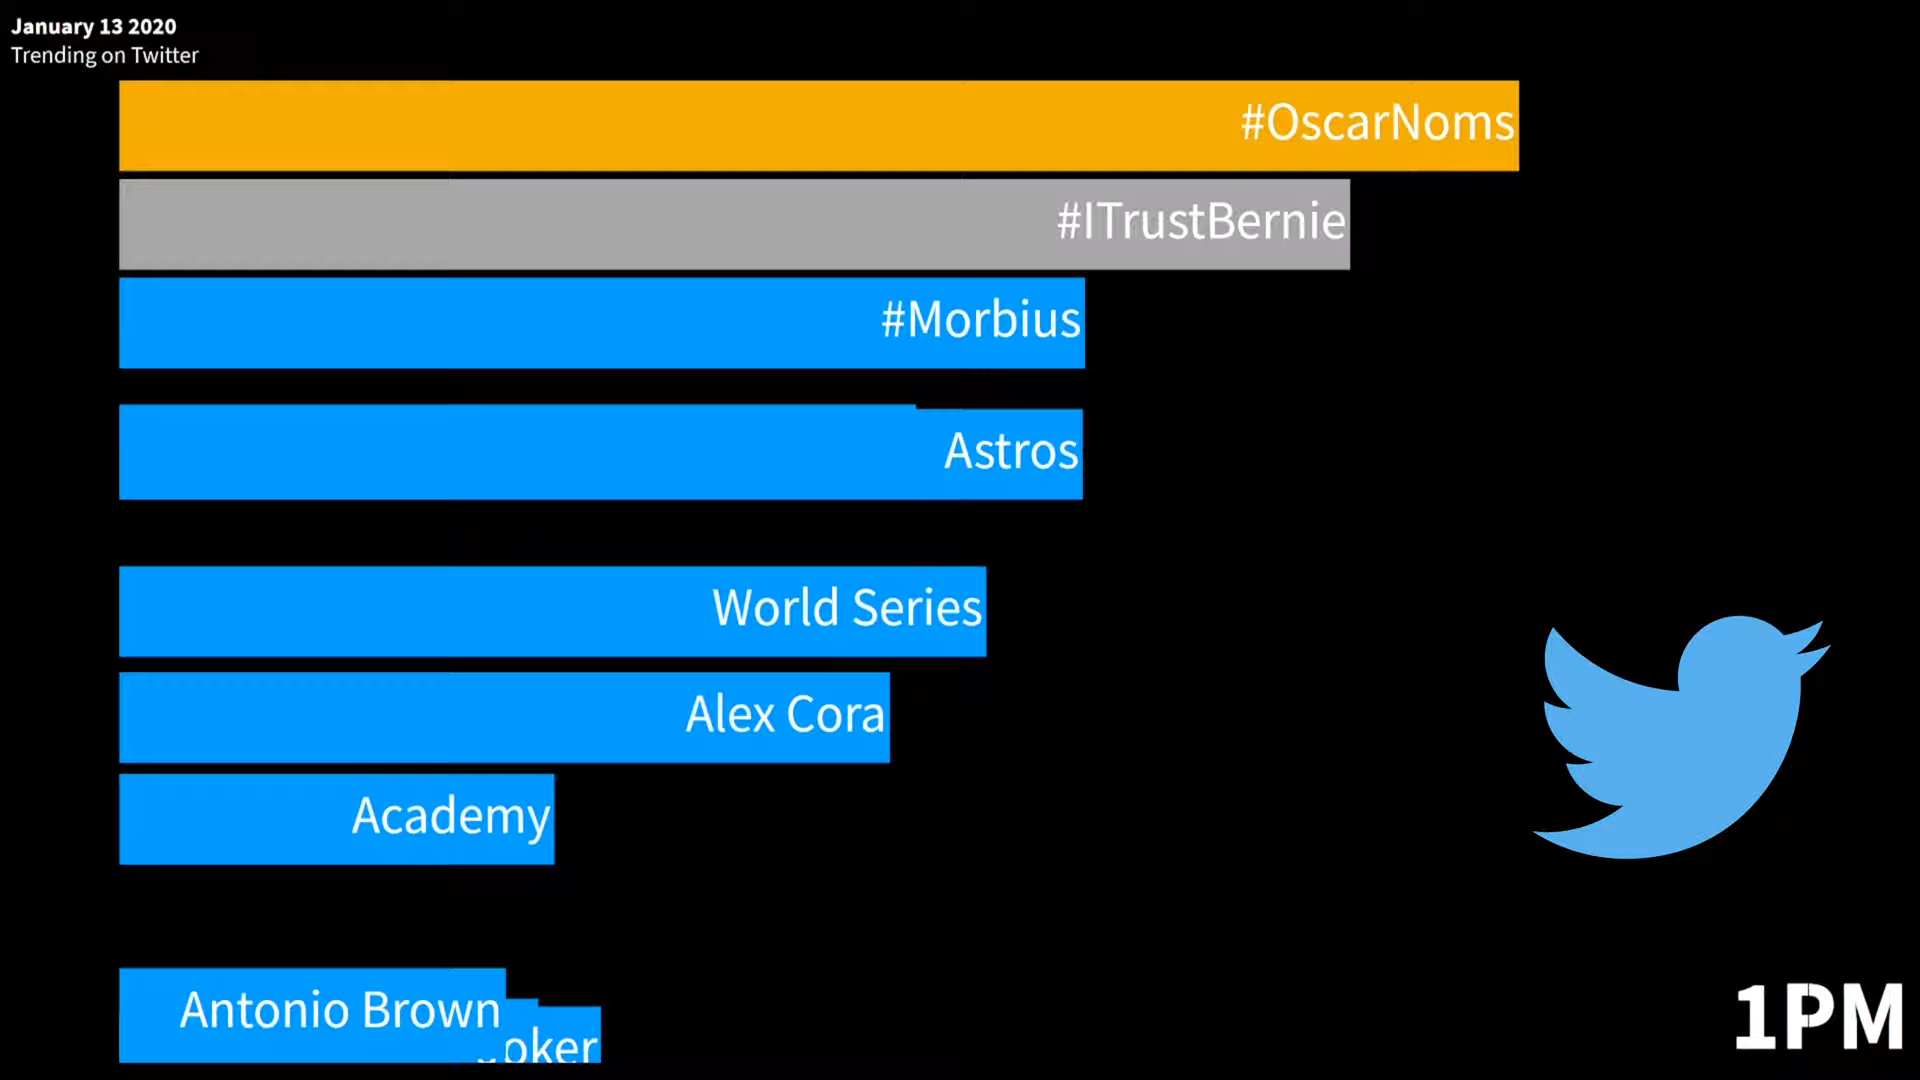 January 13 2020
Trending on Twitter
#OscarNoms
#ITrustBernie
#Morbius
Astros
World Series
Alex Cora
Academy
Antonio Brown
1PM